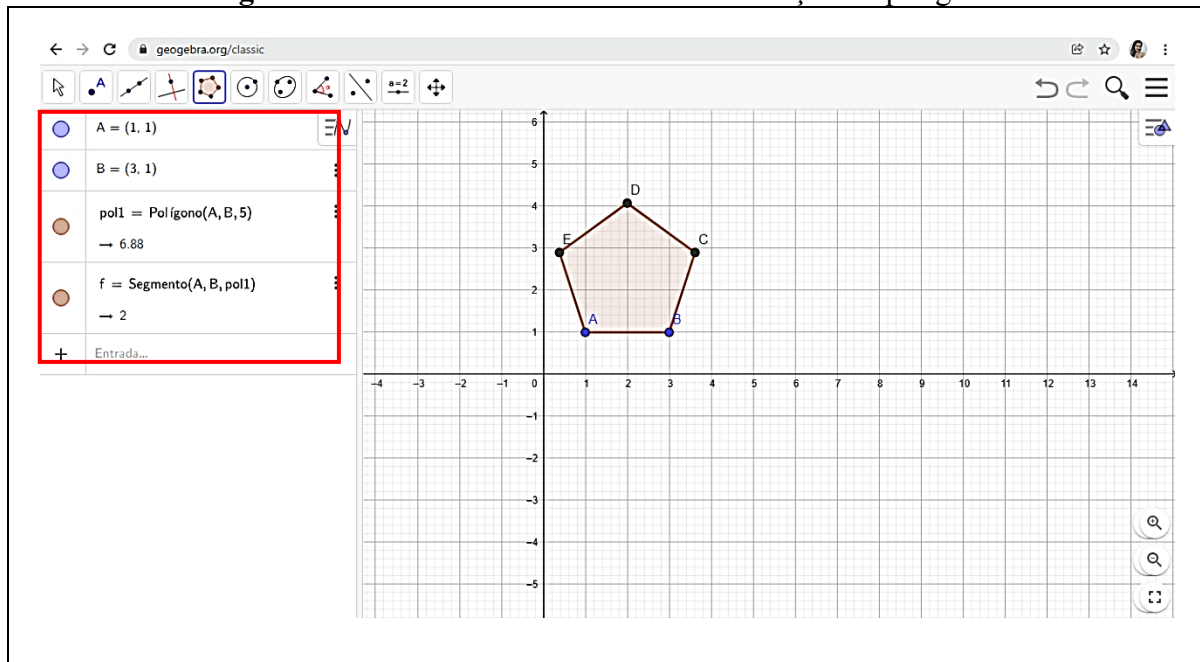 geogebra.org/classic
A
a=2
A = (1, 1)
B = (3, 1)
pol1 = Polígono(A, B, 5)
→ 6.88
f = Segmento(A, B, pol1)
→ 2
+ Entrada...
6
5
4
3
2
1
D
E
C
A
B
–4 –3 –2 –1 0 1 2 3 4 5 6 7 8 9 10 11 12 13 14
–1
–2
–3
–4
–5